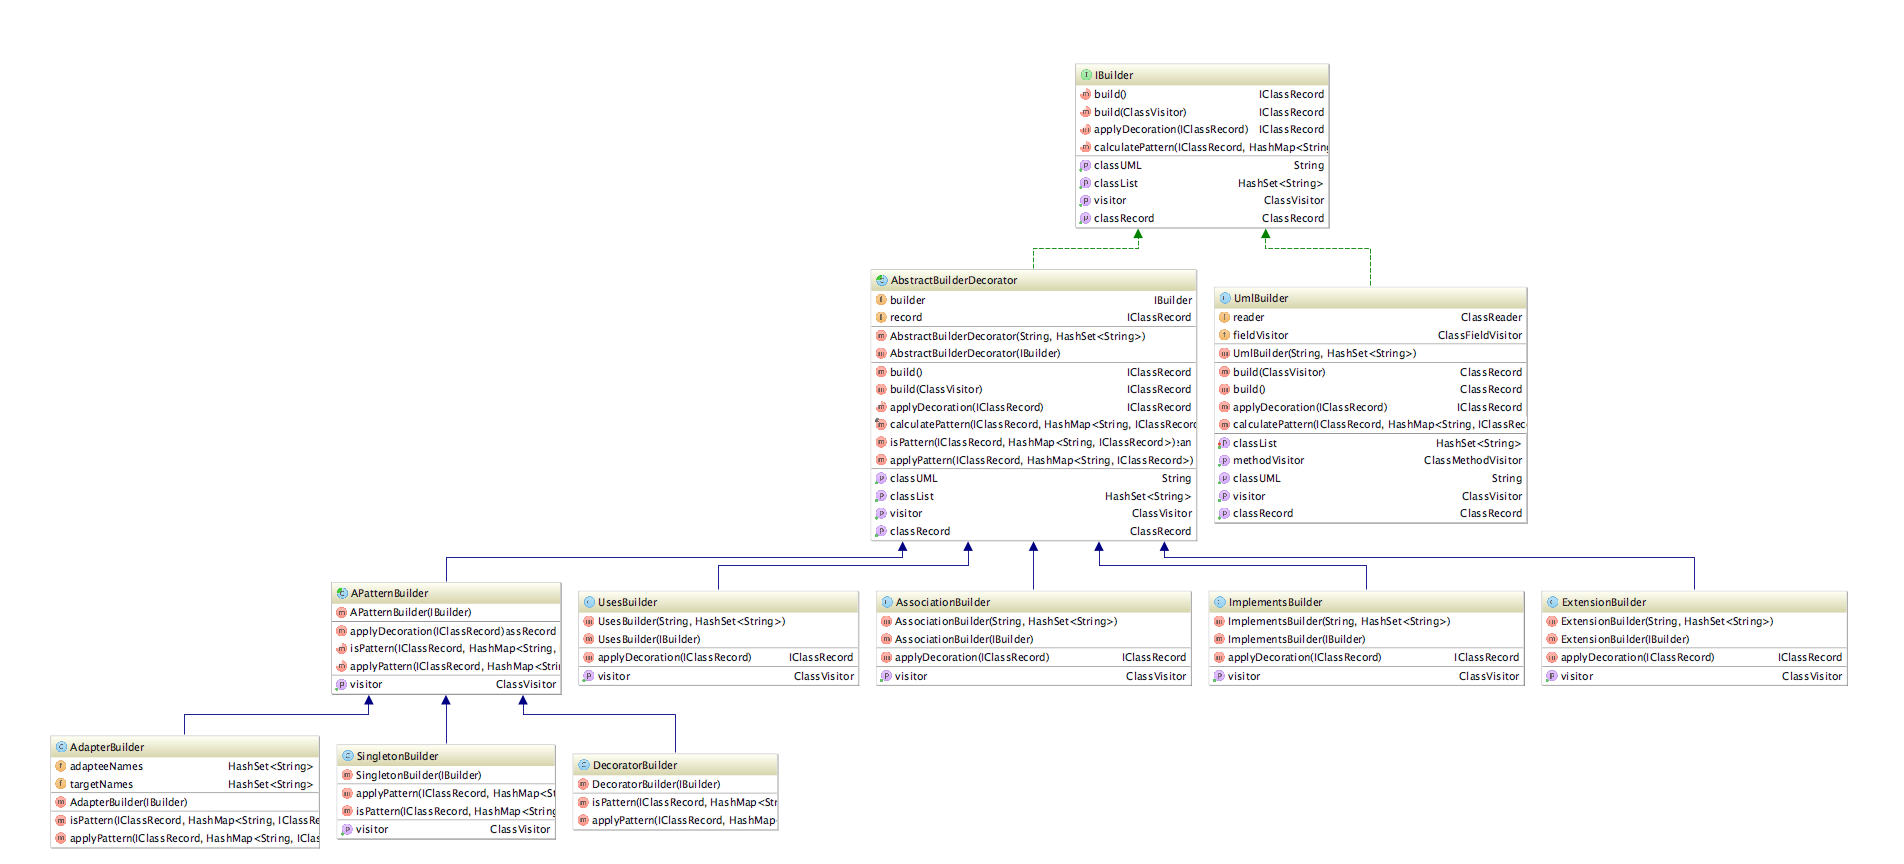 IBuilder
build() IClassRecord
build(ClassVisitor) IClassRecord
applyDecoration(IClassRecord) IClassRecord
calculatePattern(IClassRecord, HashMap<String
classUML String
classList HashSet<String>
visitor ClassVisitor
classRecord ClassRecord
AbstractBuilderDecorator
builder IBuilder
record IClassRecord
AbstractBuilderDecorator(String, HashSet<String>)
AbstractBuilderDecorator(IBuilder)
build() IClassRecord
build(ClassVisitor) IClassRecord
applyDecoration(IClassRecord) IClassRecord
calculatePattern(IClassRecord, HashMap<String, IClassRecord
isPattern(IClassRecord, HashMap<String, IClassRecord>) an
applyPattern(IClassRecord, HashMap<String, IClassRecord>)
classUML String
classList HashSet<String>
visitor ClassVisitor
classRecord ClassRecord
UmlBuilder
reader ClassReader
fieldVisitor ClassFieldVisitor
UmlBuilder(String, HashSet<String>)
build(ClassVisitor) ClassRecord
build() ClassRecord
applyDecoration(IClassRecord) IClassRecord
calculatePattern(IClassRecord, HashMap<String, IClassRec
classList HashSet<String>
methodVisitor ClassMethodVisitor
classUML String
visitor ClassVisitor
classRecord ClassRecord
APatternBuilder
APatternBuilder(IBuilder)
applyDecoration(IClassRecord) assRecord
isPattern(IClassRecord, HashMap<String,
applyPattern(IClassRecord, HashMap<Stri
visitor ClassVisitor
UsesBuilder
UsesBuilder(String, HashSet<String>)
UsesBuilder(IBuilder)
applyDecoration(IClassRecord) IClassRecord
visitor ClassVisitor
AssociationBuilder
AssociationBuilder(String, HashSet<String>)
AssociationBuilder(IBuilder)
applyDecoration(IClassRecord) IClassRecord
visitor ClassVisitor
ImplementsBuilder
ImplementsBuilder(String, HashSet<String>)
ImplementsBuilder(IBuilder)
applyDecoration(IClassRecord) IClassRecord
visitor ClassVisitor
ExtensionBuilder
ExtensionBuilder(String, HashSet<String>)
ExtensionBuilder(IBuilder)
applyDecoration(IClassRecord) IClassRecord
visitor ClassVisitor
AdapterBuilder
adapteeNames HashSet<String>
targetNames HashSet<String>
AdapterBuilder(IBuilder)
isPattern(IClassRecord, HashMap<String, IClassRe
applyPattern(IClassRecord, HashMap<String, IClas
SingletonBuilder
SingletonBuilder(IBuilder)
applyPattern(IClassRecord, HashMap<St
isPattern(IClassRecord, HashMap<String
visitor ClassVisitor
DecoratorBuilder
DecoratorBuilder(IBuilder)
isPattern(IClassRecord, HashMap<Str
applyPattern(IClassRecord, HashMap